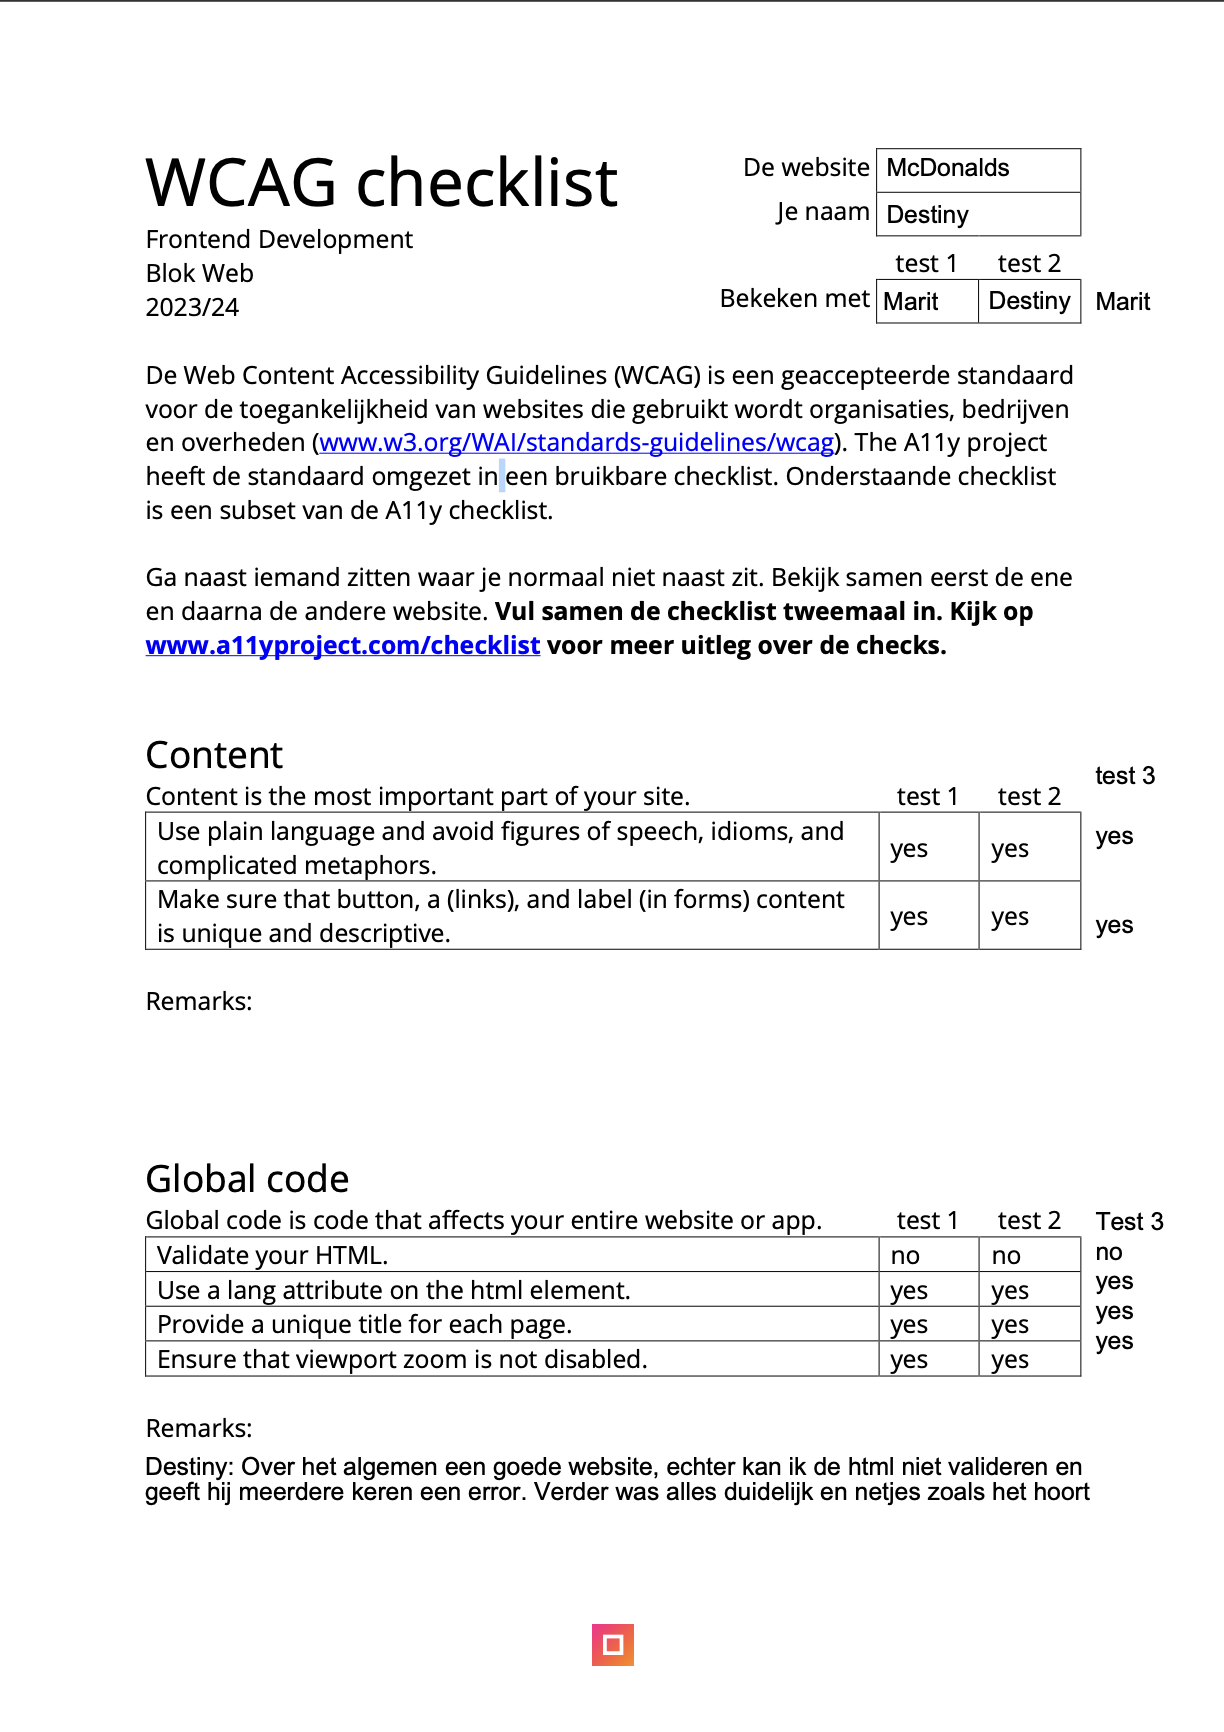 WCAG checklist
De website McDonalds
Je naam Destiny
Frontend Development
Blok Web
2023/24
test 1 test 2
Bekeken met Marit Destiny Marit
De Web Content Accessibility Guidelines (WCAG) is een geaccepteerde standaard
voor de toegankelijkheid van websites die gebruikt wordt organisaties, bedrijven
en overheden (www.w3.org/WAI/standards-guidelines/wcag). The A11y project
heeft de standaard omgezet in een bruikbare checklist. Onderstaande checklist
is een subset van de A11y checklist.
Ga naast iemand zitten waar je normaal niet naast zit. Bekijk samen eerst de ene
en daarna de andere website. Vul samen de checklist tweemaal in. Kijk op
www.a11yproject.com/checklist voor meer uitleg over de checks.
Content
Content is the most important part of your site. test 1 test 2 test 3
Use plain language and avoid figures of speech, idioms, and
complicated metaphors. yes yes yes
Make sure that button, a (links), and label (in forms) content
is unique and descriptive. yes yes yes
Remarks:
Global code
Global code is code that affects your entire website or app. test 1 test 2 Test 3
Validate your HTML. no no no
Use a lang attribute on the html element. yes yes yes
Provide a unique title for each page. yes yes yes
Ensure that viewport zoom is not disabled. yes yes yes
Remarks:
Destiny: Over het algemen een goede website, echter kan ik de html niet valideren en
geeft hij meerdere keren een error. Verder was alles duidelijk en netjes zoals het hoort